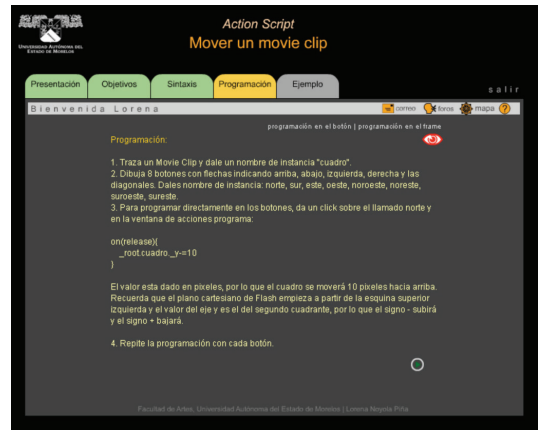 Action Script
Mover un movie clip
UNIVERSIDAD AUTÓNOMA DEL
ESTADO DE MORELOS
Presentación Objetivos Sintaxis Programación Ejemplo
salir
Bienvenida Lorena correo foros mapa ?
programación en el botón | programación en el frame
Programación:
1. Traza un Movie Clip y dale un nombre de instancia "cuadro".
2. Dibuja 8 botones con flechas indicando arriba, abajo, izquierda, derecha y las
diagonales. Dales nombre de instancia: norte, sur, este, oeste, noroeste, noreste,
suroeste, sureste.
3. Para programar directamente en los botones, da un click sobre el llamado norte y
en la ventana de acciones programa:
on(release){
_root.cuadro._y-=10
}
El valor esta dado en pixeles, por lo que el cuadro se moverá 10 pixeles hacia arriba.
Recuerda que el plano cartesiano de Flash empieza a partir de la esquina superior
izquierda y el valor del eje y es el del segundo cuadrante, por lo que el signo - subirá
y el signo + bajará.
4. Repite la programación con cada botón.
Facultad de Artes, Universidad Autónoma del Estado de Morelos | Lorena Noyola Piña